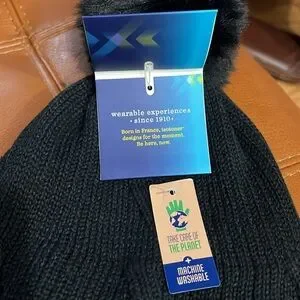 wearable experiences
• since 1910 •
Born in France, Isotoner
designs for the moment.
Be here, now.
TAKE CARE OF
THE PLANET
+
MACHINE
WASHABLE